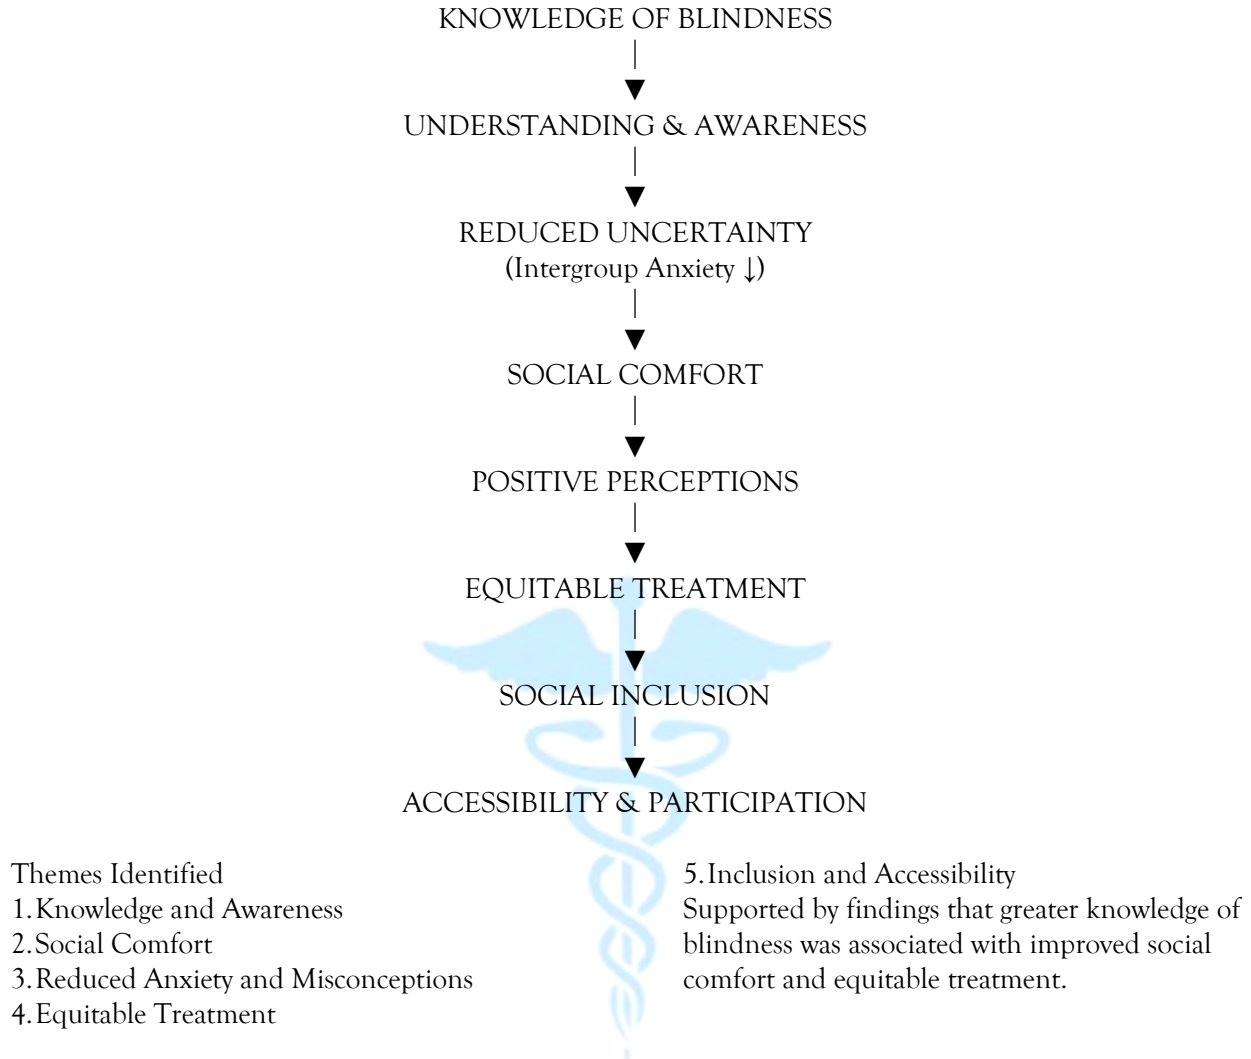 KNOWLEDGE OF BLINDNESS
UNDERSTANDING & AWARENESS
REDUCED UNCERTAINTY
(Intergroup Anxiety ↓)
SOCIAL COMFORT
POSITIVE PERCEPTIONS
EQUITABLE TREATMENT
SOCIAL INCLUSION
ACCESSIBILITY & PARTICIPATION
Themes Identified
1.Knowledge and Awareness
2.Social Comfort
3.Reduced Anxiety and Misconceptions
4.Equitable Treatment
5.Inclusion and Accessibility
Supported by findings that greater knowledge of
blindness was associated with improved social
comfort and equitable treatment.